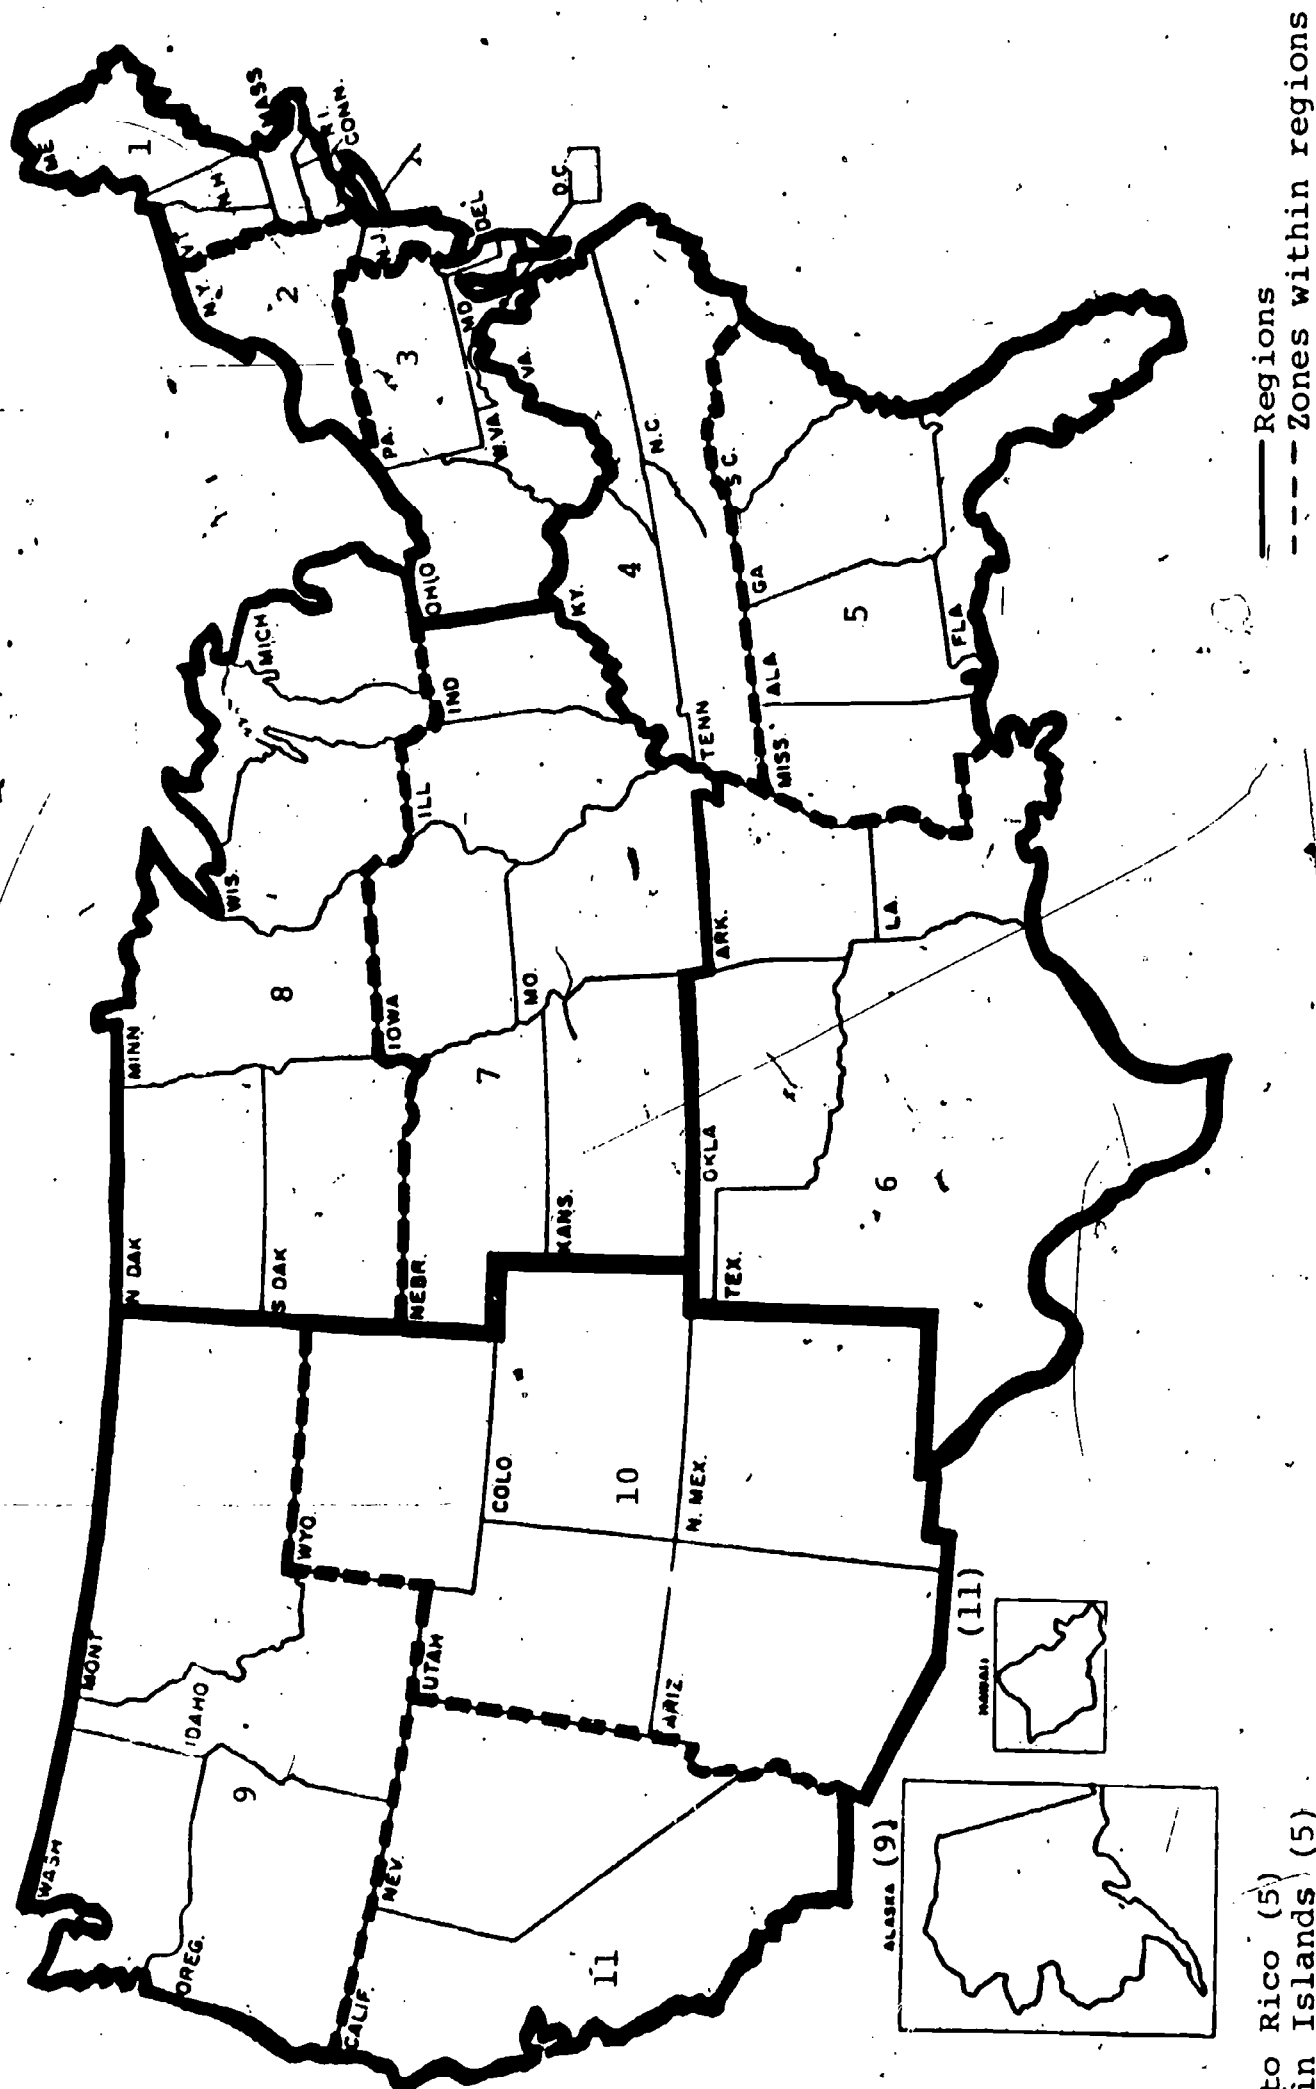 WASH
MONT
N DAK
MINN
ME
1
OREG.
IDAHO
9
S DAK
8
WIS.
MICH
N.Y.
VT
N.H
MASS
R.I.
CONN.
2
CALIF.
NEV.
UTAH
WYO.
NEBR.
IOWA
ILL
IND
OHIO
PA.
N.J
3
MD
DEL
D.C.
11
COLO.
10
KANS.
7
MO.
KY.
W.VA
VA.
4
ARIZ
N. MEX.
TEX.
OKLA
ARK.
TENN
N.C.
S C.
MISS.
ALA
GA
5
LA.
FLA
6
ALASKA (9)
HAWAII
(11)
to Rico (5)
in Islands (5)
Regions
Zones within regions